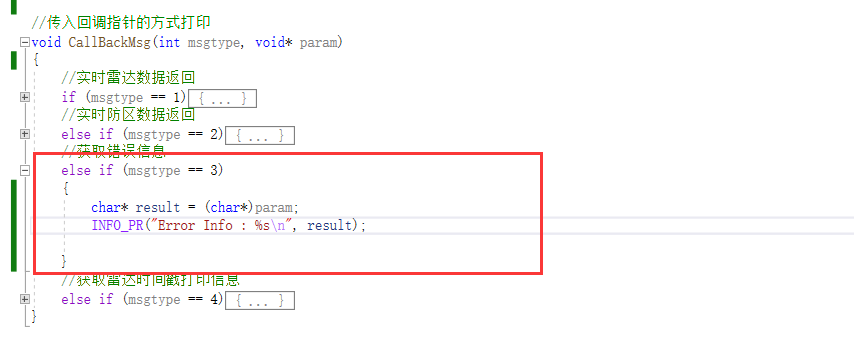 //传入回调指针的方式打印
void CallBackMsg(int msgtype, void* param)
{
//实时雷达数据返回
if (msgtype == 1){ ... }
//实时防区数据返回
else if (msgtype == 2){ ... }
//获取错误信息
else if (msgtype == 3)
{
char* result = (char*)param;
INFO_PR("Error Info : %s\n", result);
}
//获取雷达时间戳打印信息
else if (msgtype == 4){ ... }
}